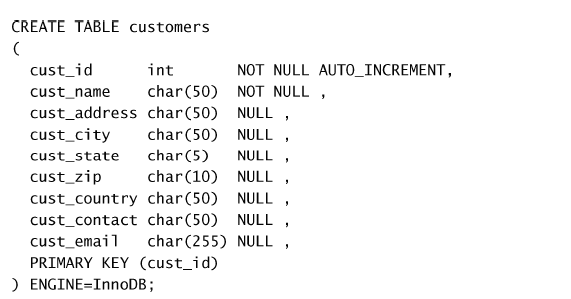 CREATE TABLE customers
(
  cust_id      int       NOT NULL AUTO_INCREMENT,
  cust_name    char(50)  NOT NULL ,
  cust_address char(50)  NULL ,
  cust_city    char(50)  NULL ,
  cust_state   char(5)   NULL ,
  cust_zip     char(10)  NULL ,
  cust_country char(50)  NULL ,
  cust_contact char(50)  NULL ,
  cust_email   char(255) NULL ,
  PRIMARY KEY (cust_id)
) ENGINE=InnoDB;